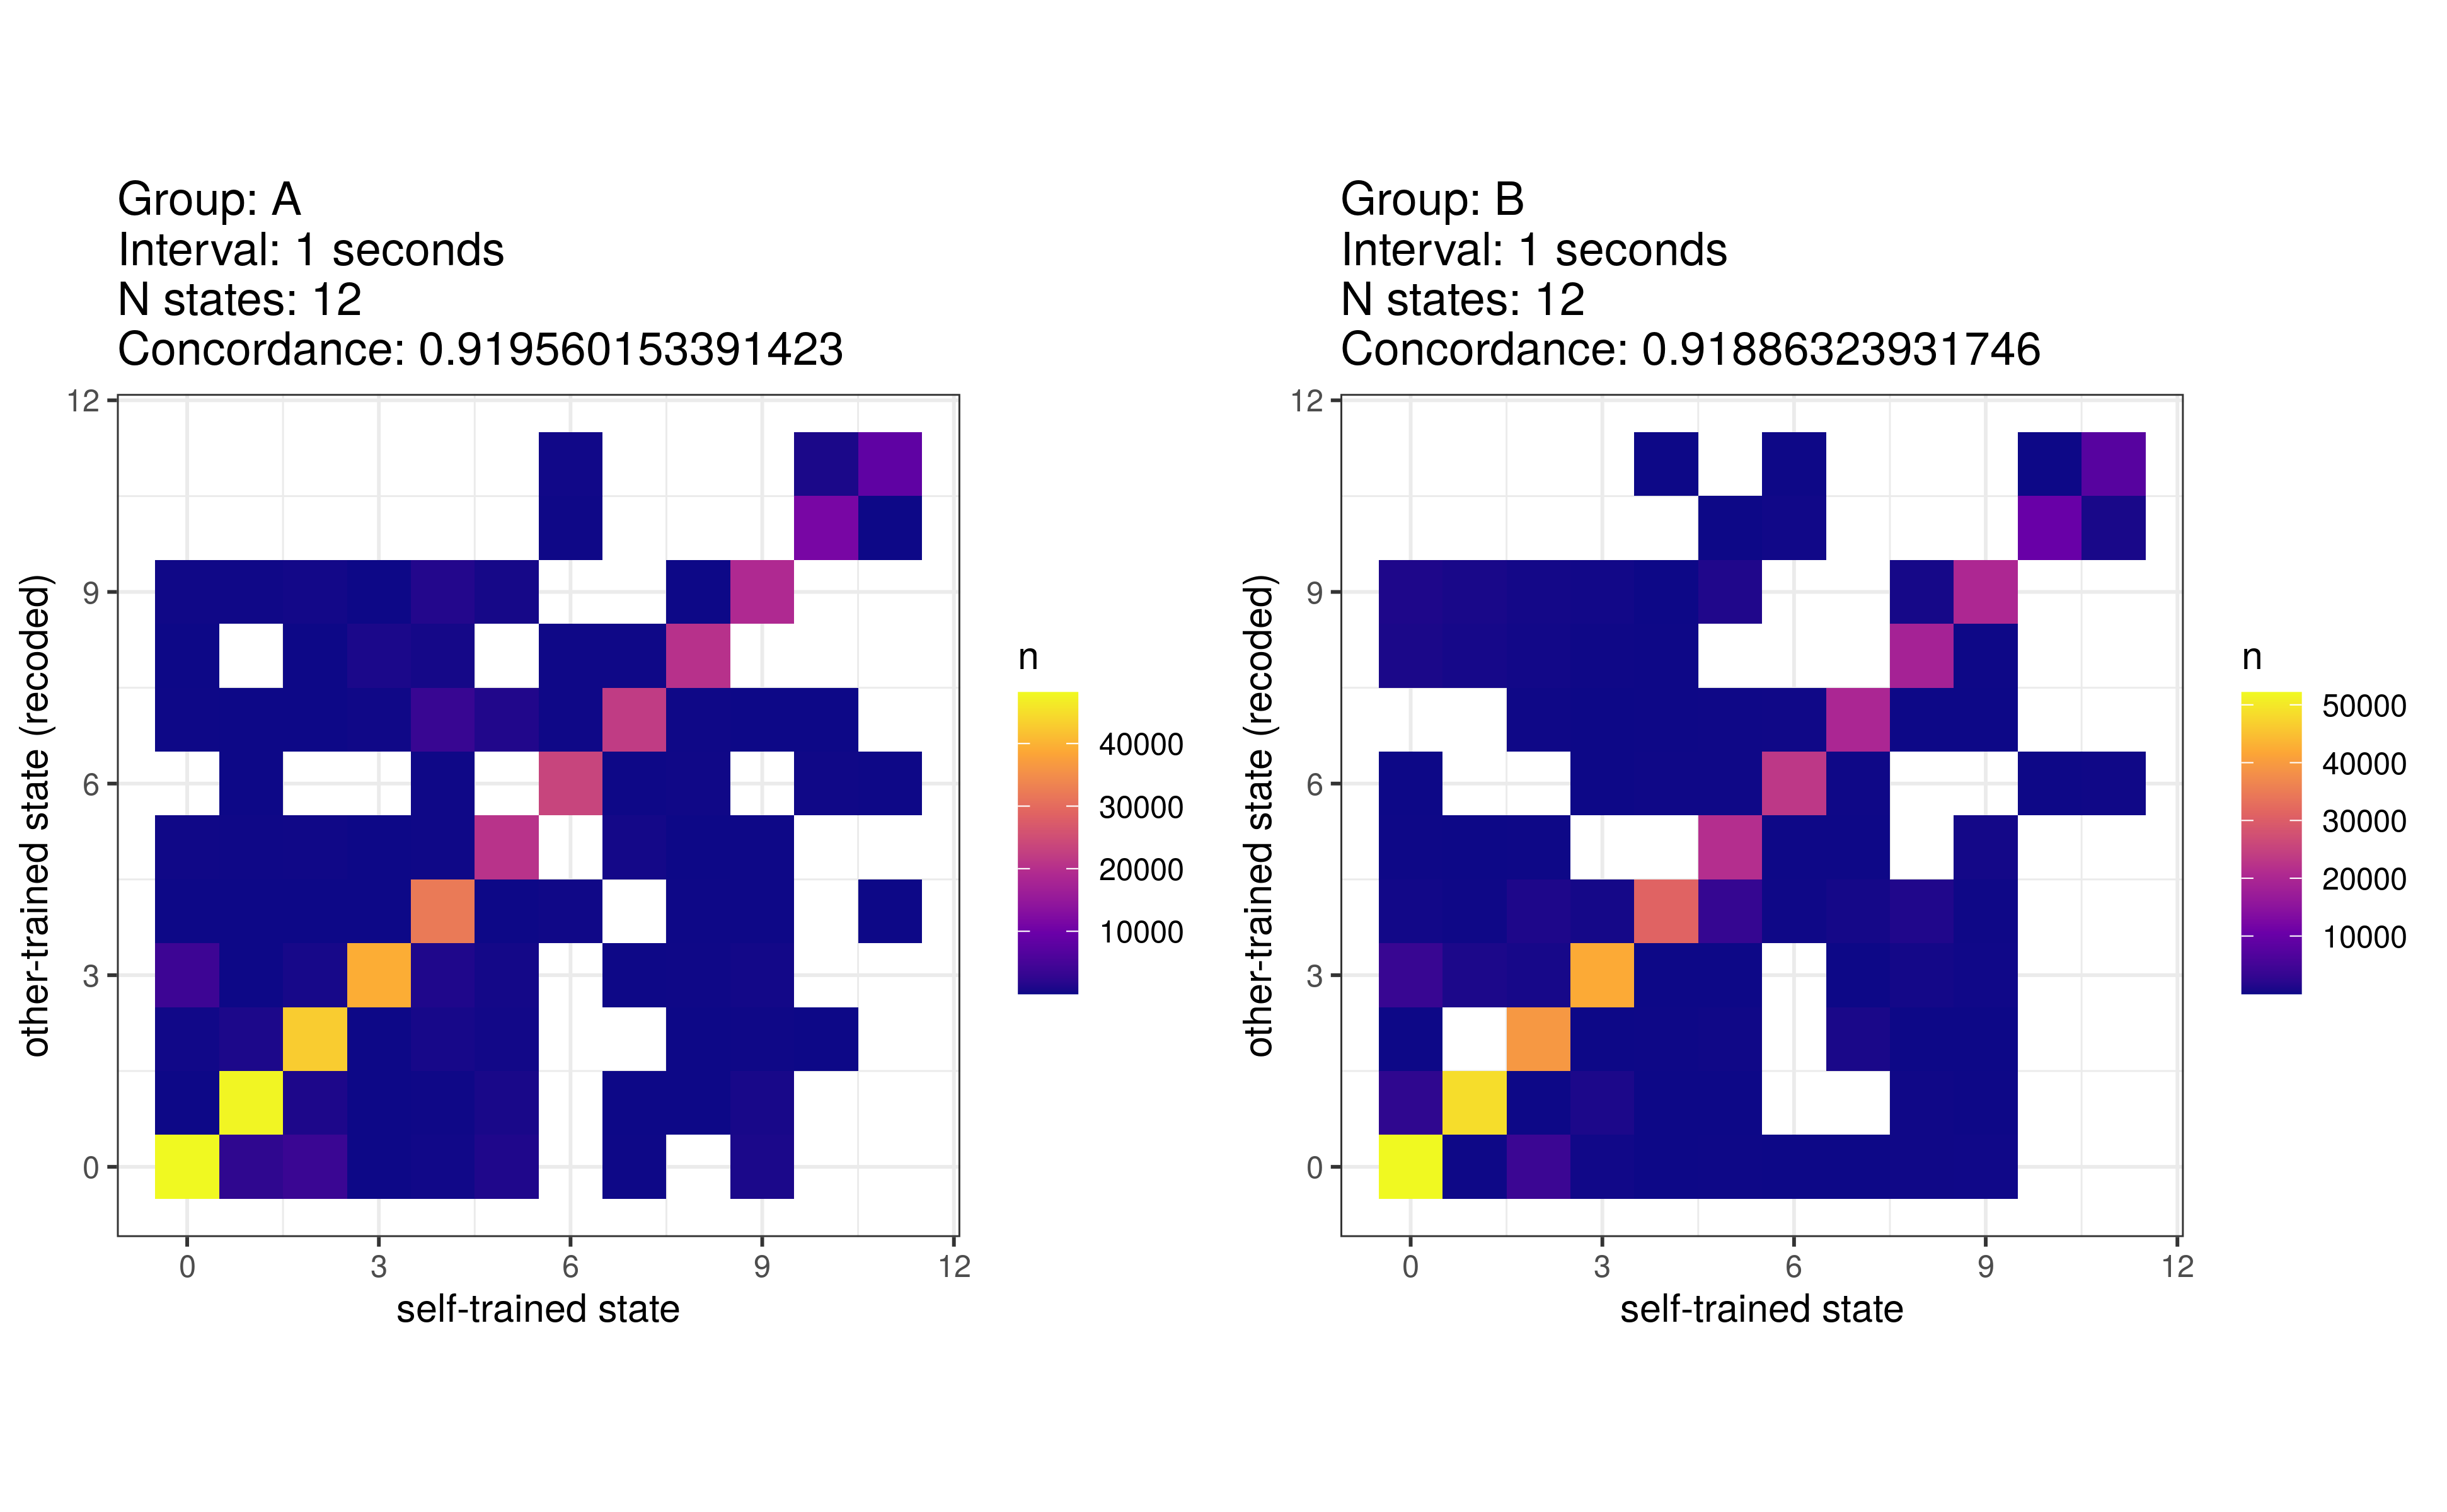 Group: A
Interval: 1 seconds
N states: 12
Concordance: 0.919560153391423
12
9
6
3
0
other-trained state (recoded)
0 3 6 9 12
self-trained state
n
40000
30000
20000
10000
Group: B
Interval: 1 seconds
N states: 12
Concordance: 0.91886323931746
12
9
6
3
0
other-trained state (recoded)
0 3 6 9 12
self-trained state
n
50000
40000
30000
20000
10000